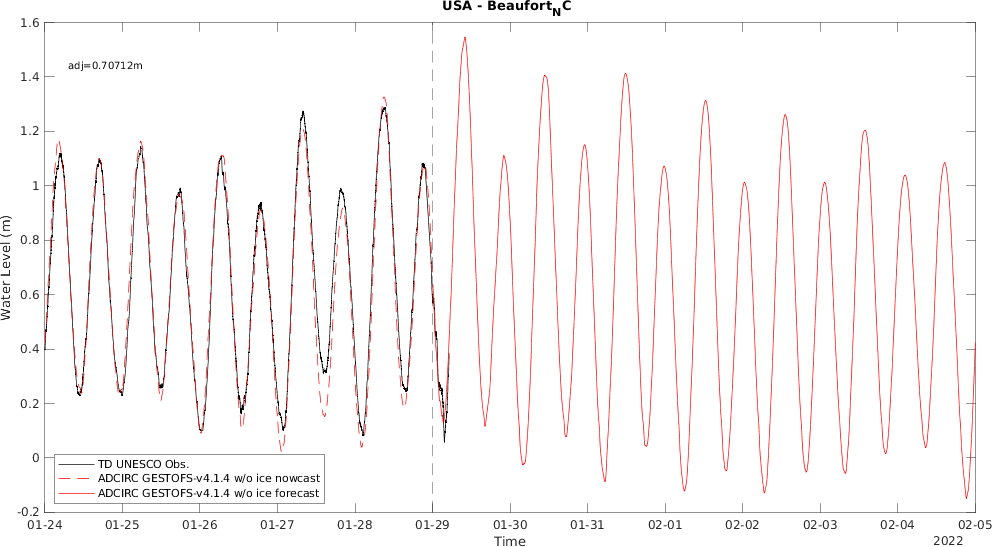 USA - Beaufort_NC
adj=0.70712m
Water Level (m)
1.6
1.4
1.2
1
0.8
0.6
0.4
0.2
0
-0.2
TD UNESCO Obs.
ADCIRC GESTOFS-v4.1.4 w/o ice nowcast
ADCIRC GESTOFS-v4.1.4 w/o ice forecast
01-24 01-25 01-26 01-27 01-28 01-29 01-30 01-31 02-01 02-02 02-03 02-04 02-05
Time
2022